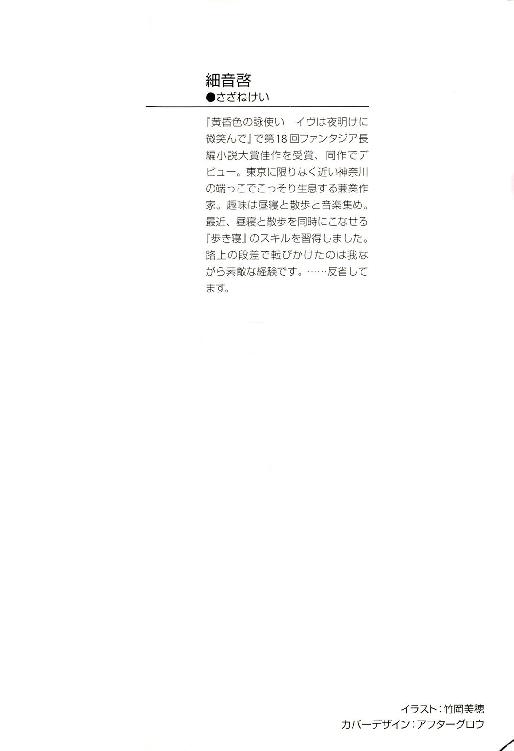 細音啓
●さざねけい
『黄昏色の詠使い　イヴは夜明けに
微笑んで』で第18回ファンタジア長
編小説大賞佳作を受賞、同作でデ
ビュー。東京に限りなく近い神奈川
の端っこでこっそり生息する兼業作
家。趣味は昼寝と散歩と音楽集め。
最近、昼寝と散歩を同時にこなせる
『歩き寝』のスキルを習得しました。
路上の段差で転びかけたのは我な
がら素敵な経験です。……反省して
ます。
イラスト：竹岡美穂
カバーデザイン：アフターグロウ